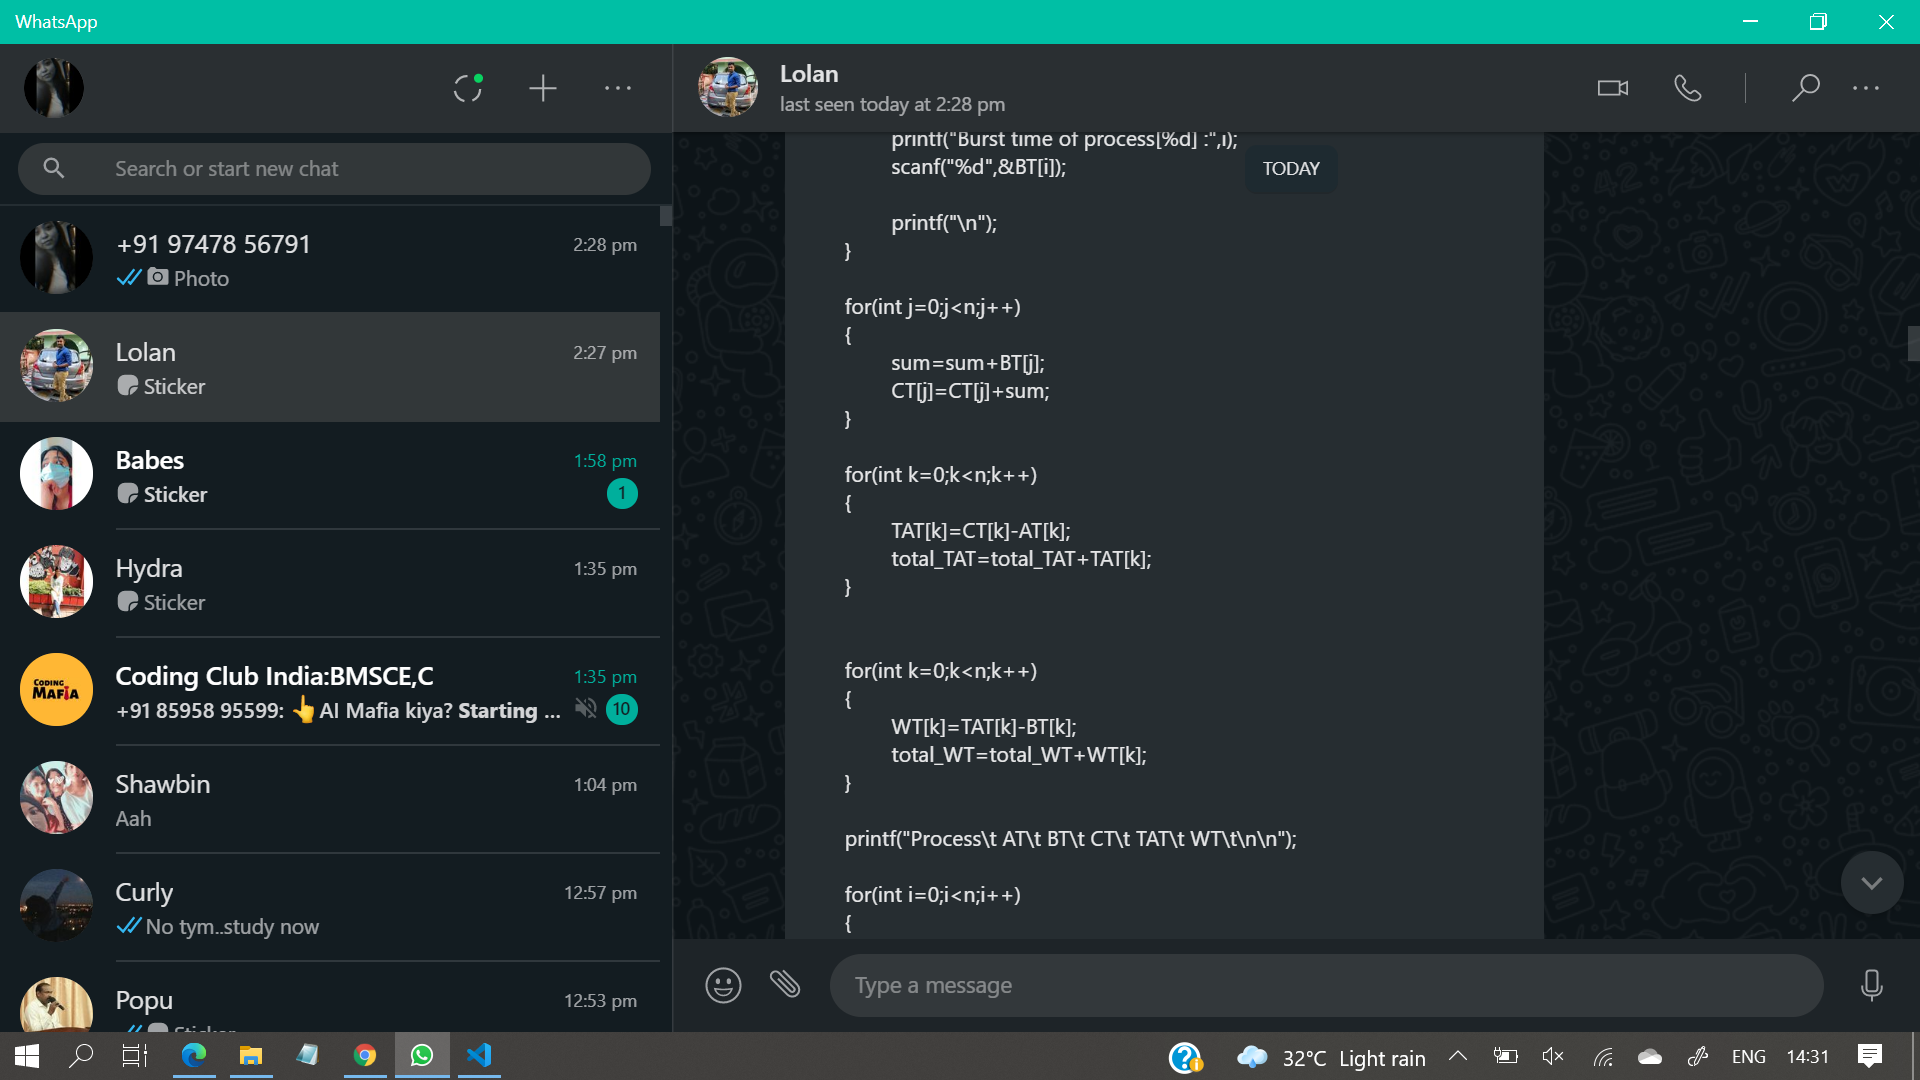 WhatsApp
Search or start new chat
+91 97478 56791
2:28 pm
Photo
Lolan
2:27 pm
Sticker
Babes
1:58 pm
Sticker
1
Hydra
1:35 pm
Sticker
CODING
MAFIA
Coding Club India:BMSCE,C
1:35 pm
+91 85958 95599: 👆AI Mafia kiya? Starting ...
10
Shawbin
1:04 pm
Aah
Curly
12:57 pm
No tym..study now
Popu
12:53 pm
Sticker
Lolan
last seen today at 2:28 pm
printf("Burst time of process[%d] :",i);
scanf("%d",&BT[i]);
TODAY
printf("\n");
}
for(int j=0;j<n;j++)
{
sum=sum+BT[j];
CT[j]=CT[j]+sum;
}
for(int k=0;k<n;k++)
{
TAT[k]=CT[k]-AT[k];
total_TAT=total_TAT+TAT[k];
}
for(int k=0;k<n;k++)
{
WT[k]=TAT[k]-BT[k];
total_WT=total_WT+WT[k];
}
printf("Process\t AT\t BT\t CT\t TAT\t WT\t\n\n");
for(int i=0;i<n;i++)
{
Type a message
32°C Light rain
ENG
14:31